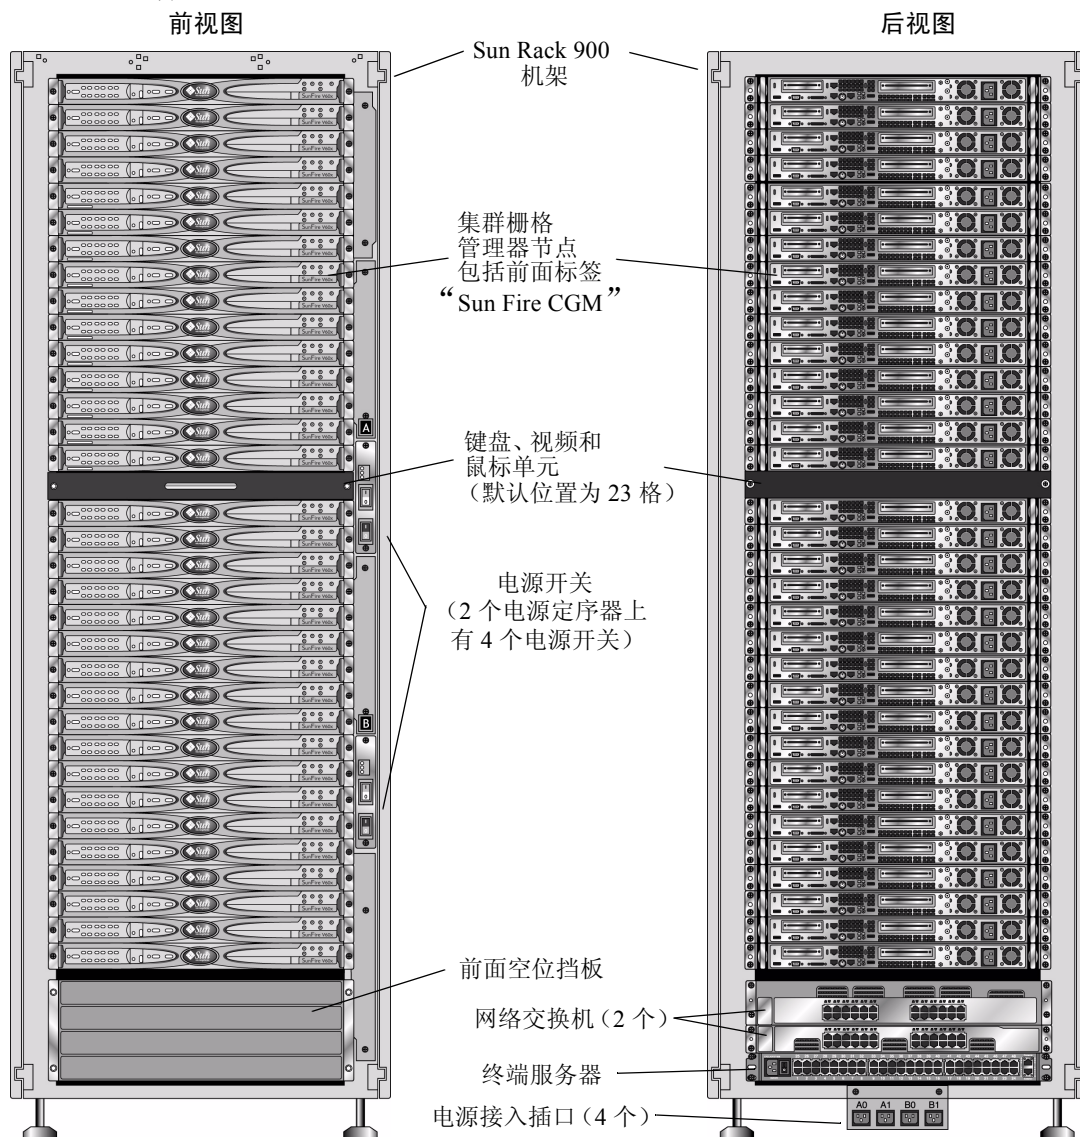 前视图
后视图
Sun Rack 900
机架
集群栅格
管理器节点
包括前面标签
“Sun Fire CGM”
键盘、视频和
鼠标单元
（默认位置为 23 格）
电源开关
（2 个电源定序器上
有 4 个电源开关）
前面空位挡板
网络交换机（2 个）
终端服务器
电源接入插口（4 个）
A
B
A0 A1 B0 B1
Sun
SunFire V60x